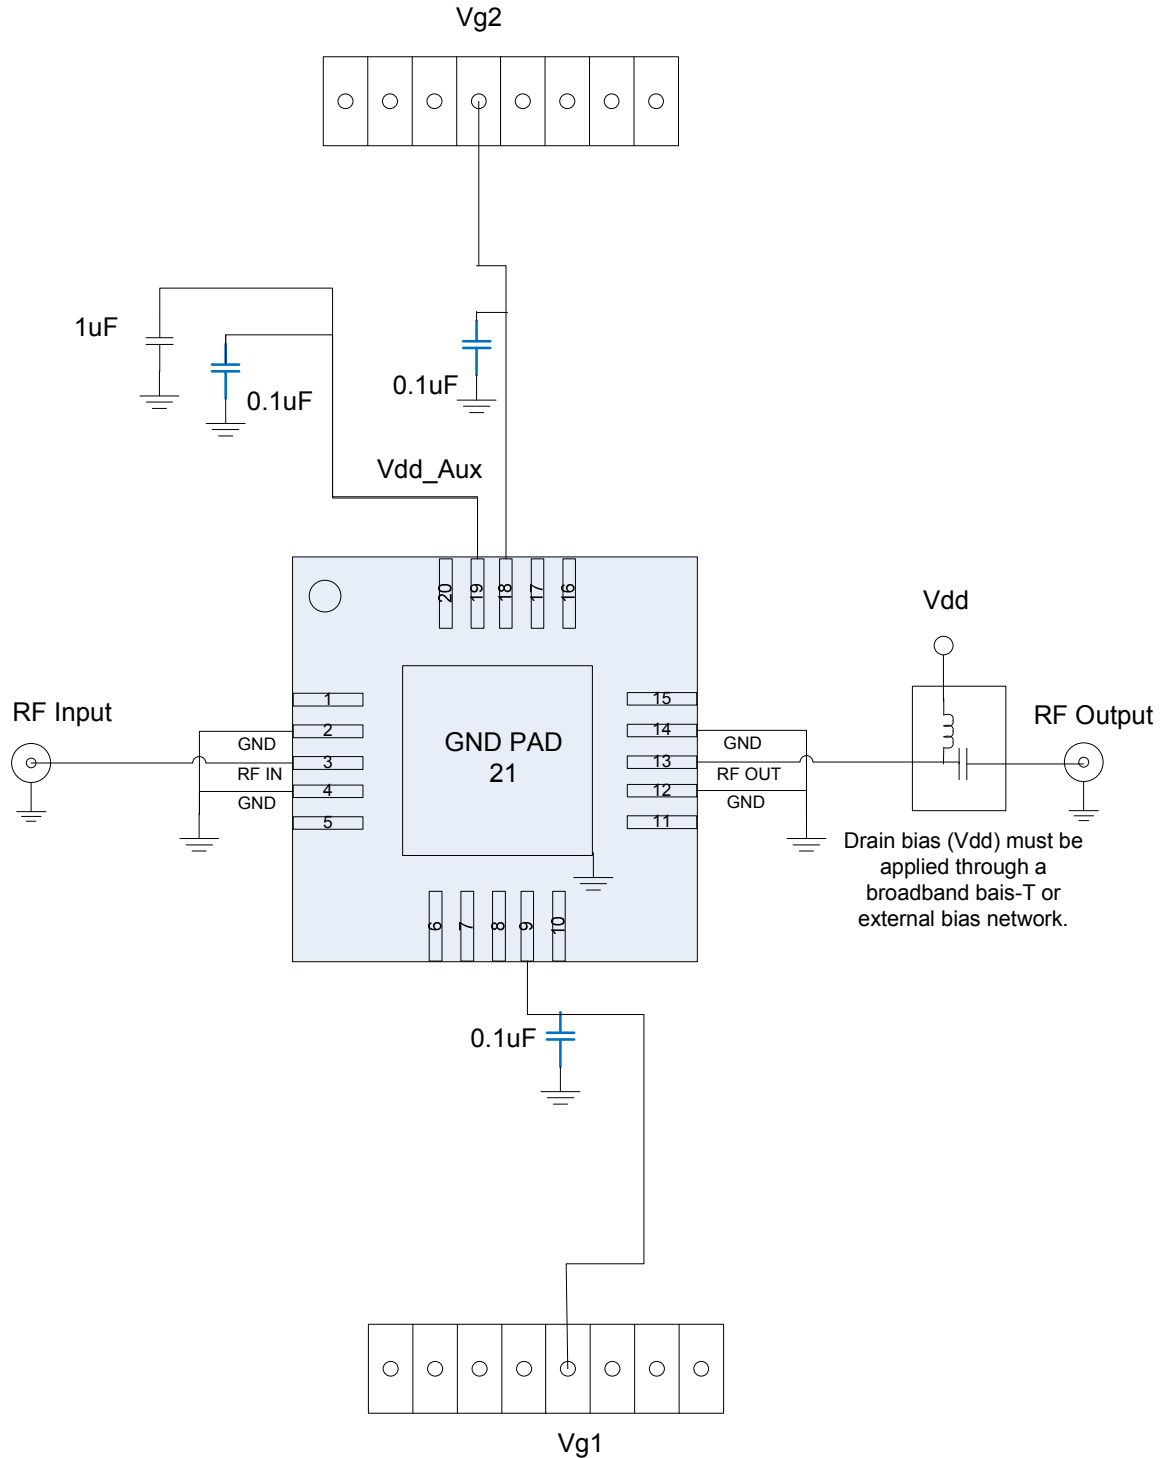 Vg2
1uF
0.1uF
0.1uF
Vdd_Aux
20 19 18 17 16
Vdd
RF Input
RF Output
1
2
3
4
5
GND
RF IN
GND
GND PAD
21
15
14
13
12
11
GND
RF OUT
GND
Drain bias (Vdd) must be
applied through a
broadband bais-T or
external bias network.
6 7 8 9 10
0.1uF
Vg1